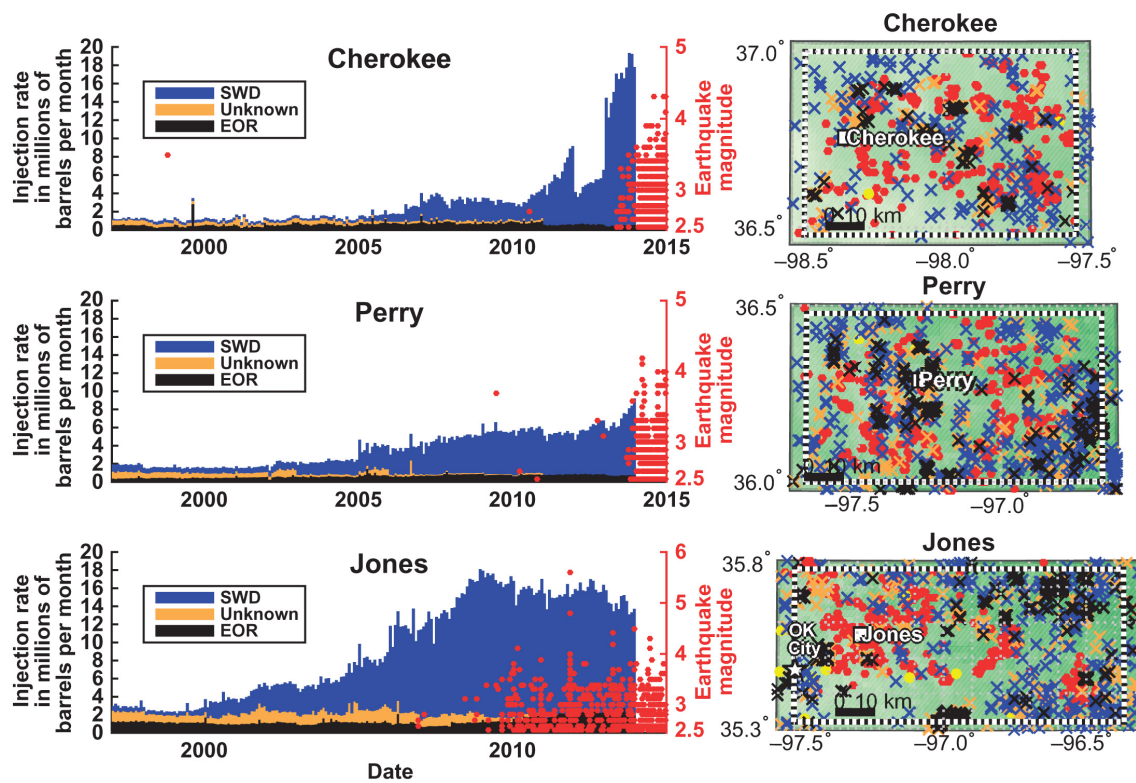 Cherokee
Injection rate
in millions of
barrels per month
20
18
16
14
12
10
8
6
4
2
0
SWD
Unknown
EOR
5
4
3
2.5
Earthquake
magnitude
2000
2005
2010
2015
Cherokee
37.0°
36.5°
Cherokee
0 10 km
–98.5°
–98.0°
–97.5°
Perry
Injection rate
in millions of
barrels per month
20
18
16
14
12
10
8
6
4
2
0
SWD
Unknown
EOR
5
4
3
2.5
Earthquake
magnitude
2000
2005
2010
2015
Perry
36.5°
36.0°
Perry
0 10 km
–97.5°
–97.0°
Jones
Injection rate
in millions of
barrels per month
20
18
16
14
12
10
8
6
4
2
0
SWD
Unknown
EOR
6
5
4
3
2.5
Earthquake
magnitude
2000
2010
2015
Date
Jones
35.8°
35.3°
OK
City
Jones
0 10 km
–97.5°
–97.0°
–96.5°